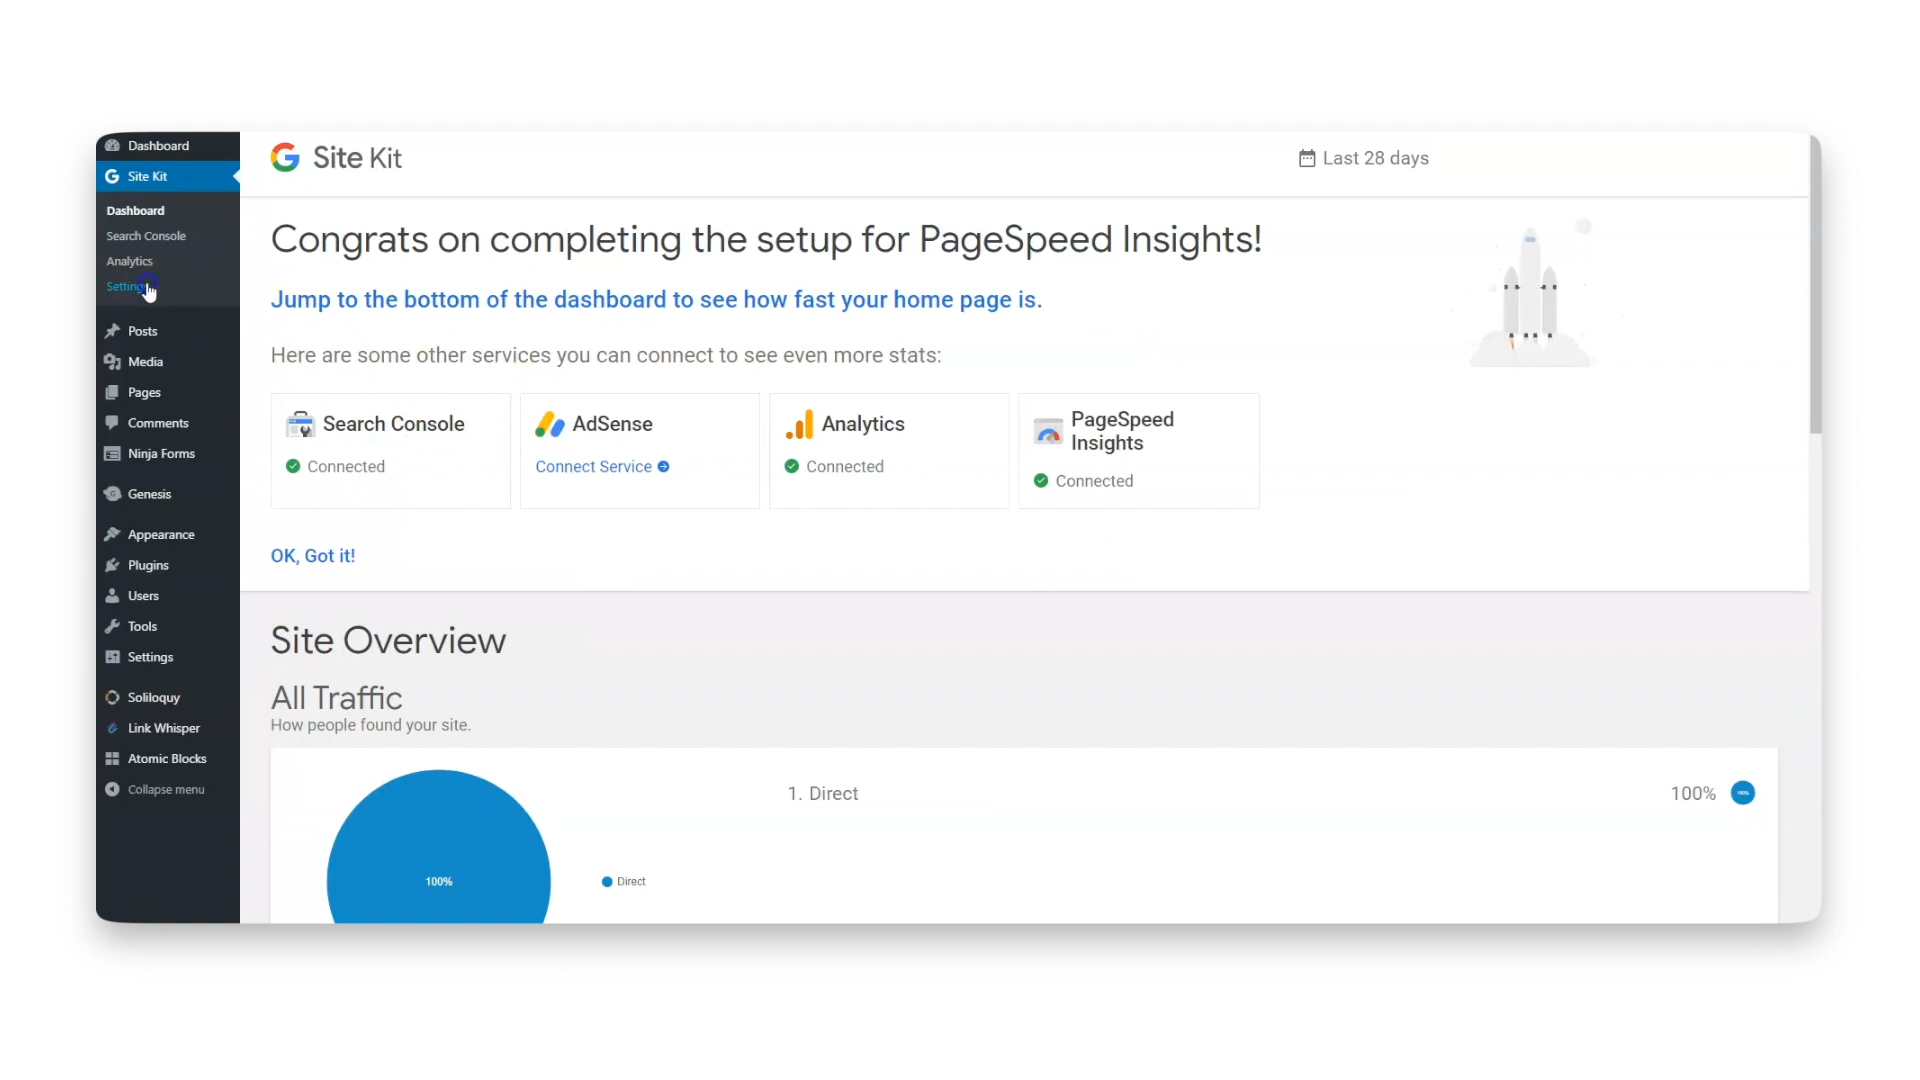 Dashboard
Site Kit
Dashboard
Search Console
Analytics
Settings
Posts
Media
Pages
Comments
Ninja Forms
Genesis
Appearance
Plugins
Users
Tools
Settings
Soliloquy
Link Whisper
Atomic Blocks
Collapse menu
G Site Kit
Last 28 days
Congrats on completing the setup for PageSpeed Insights!
Jump to the bottom of the dashboard to see how fast your home page is.
Here are some other services you can connect to see even more stats:
Search Console
Connected
AdSense
Connect Service
Analytics
Connected
PageSpeed
Insights
Connected
OK, Got it!
Site Overview
All Traffic
How people found your site.
100%
Direct
1. Direct
100%
100%